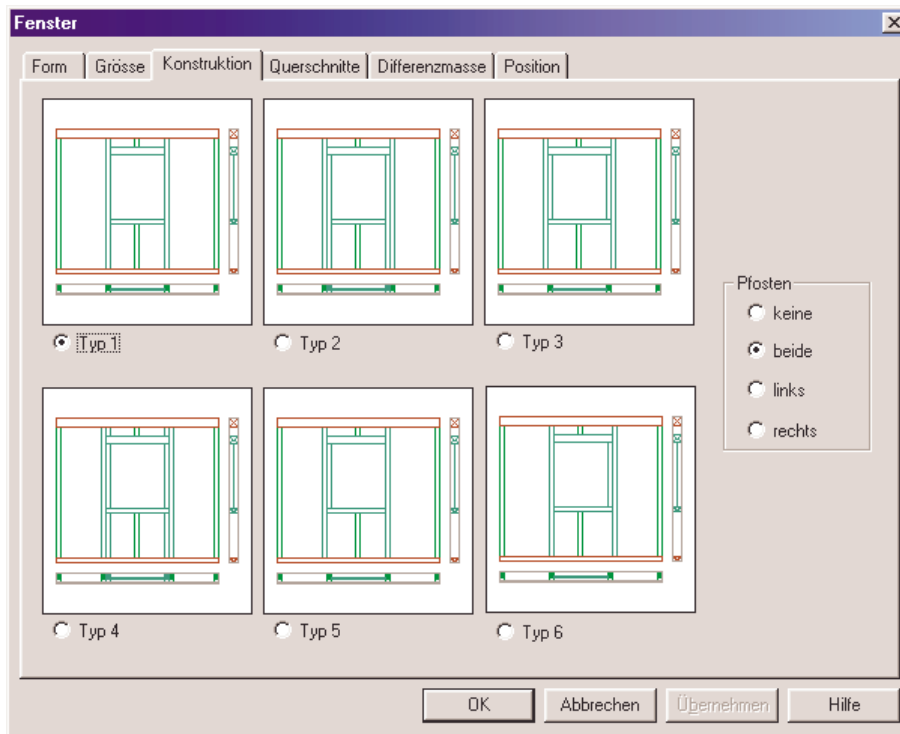 Fenster
Form Grösse Konstruktion Querschnitte Differenzmasse Position
Typ 1 Typ 2 Typ 3
Pfosten
keine
beide
links
rechts
Typ 4 Typ 5 Typ 6
OK Abbrechen Übernehmen Hilfe